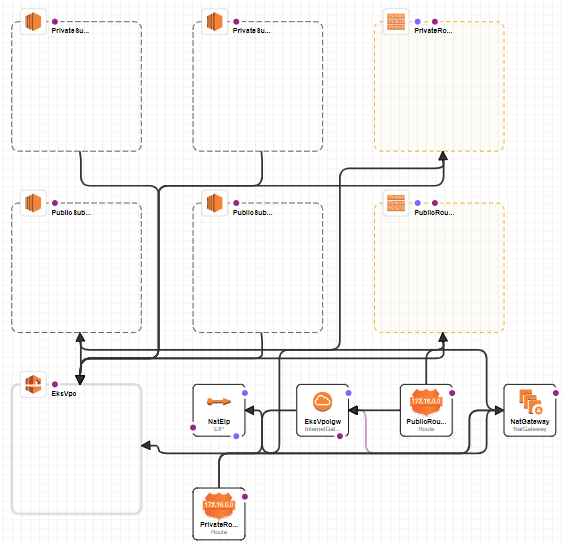 PrivateSu...
PrivateSu...
PrivateRo...
PublicSub...
PublicSub...
PublicRou...
EksVpc
NatEip
EIP
EksVpcIgw
InternetGat...
172.16.0.0
PublicRou...
Route
NatGateway
NatGateway
172.16.0.0
PrivateRo...
Route